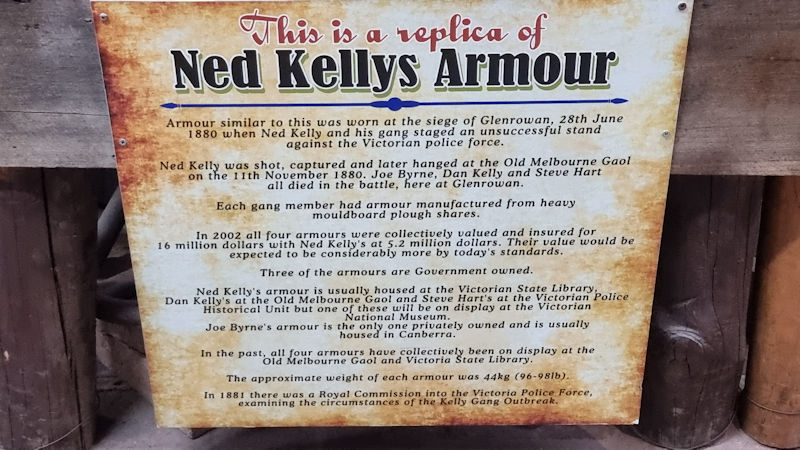 This is a replica of
Ned Kellys Armour
Armour similar to this was worn at the siege of Glenrowan, 28th June
1880 when Ned Kelly and his gang staged an unsuccessful stand
against the Victorian police force.
Ned Kelly was shot, captured and later hanged at the Old Melbourne Gaol
on the 11th November 1880. Joe Byrne, Dan Kelly and Steve Hart
all died in the battle, here at Glenrowan.
Each gang member had armour manufactured from heavy
mouldboard plough shares.
In 2002 all four armours were collectively valued and insured for
16 million dollars with Ned Kelly's at 5.2 million dollars. Their value would be
expected to be considerably more by today's standards.
Three of the armours are Government owned.
Ned Kelly's armour is usually housed at the Victorian State Library,
Dan Kelly's at the Old Melbourne Gaol and Steve Hart's at the Victorian Police
Historical Unit but one of these will be on display at the Victorian
National Museum.
Joe Byrne's armour is the only one privately owned and is usually
housed in Canberra.
In the past, all four armours have collectively been on display at the
Old Melbourne Gaol and Victoria State Library.
The approximate weight of each armour was 44kg (96-98lb).
In 1881 there was a Royal Commission into the Victoria Police Force,
examining the circumstances of the Kelly Gang Outbreak.